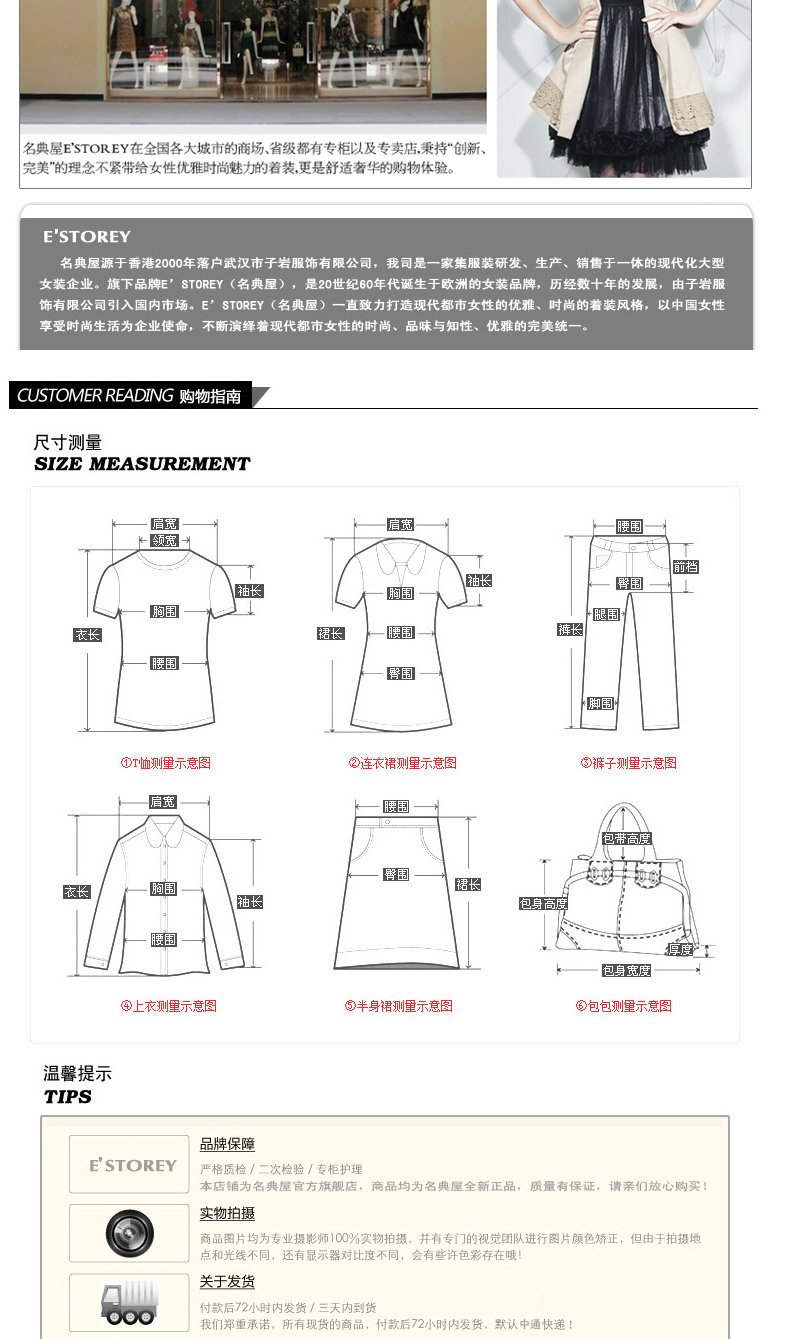 名典屋E'STOREY在全国各大城市的商场、省级都有专柜以及专卖店,秉持“创新、
完美”的理念不紧带给女性优雅时尚魅力的着装,更是舒适奢华的购物体验。
E'STOREY
名典屋源于香港2000年落户武汉市子岩服饰有限公司，我司是一家集服装研发、生产、销售于一体的现代化大型
女装企业。旗下品牌E' STOREY（名典屋），是20世纪60年代诞生于欧洲的女装品牌，历经数十年的发展，由子岩服
饰有限公司引入国内市场。E' STOREY（名典屋）一直致力打造现代都市女性的优雅、时尚的着装风格，以中国女性
享受时尚生活为企业使命，不断演绎着现代都市女性的时尚、品味与知性、优雅的完美统一。
CUSTOMER READING 购物指南
尺寸测量
SIZE MEASUREMENT
肩宽
领宽
袖长
胸围
衣长
腰围
①T恤测量示意图
肩宽
袖长
胸围
裙长
腰围
臀围
②连衣裙测量示意图
腰围
前裆
臀围
腿围
裤长
脚围
③裤子测量示意图
肩宽
衣长
胸围
袖长
腰围
④上衣测量示意图
腰围
臀围
裙长
⑤半身裙测量示意图
包带高度
包身高度
厚度
包身宽度
⑥包包测量示意图
温馨提示
TIPS
E'STOREY
品牌保障
严格质检 / 二次检验 / 专柜护理
本店铺为名典屋官方旗舰店，商品均为名典屋全新正品，质量有保证，请亲们放心购买！
实物拍摄
商品图片均为专业摄影师100%实物拍摄，并有专门的视觉团队进行图片颜色矫正，但由于拍摄地
点和光线不同，还有显示器对比度不同，会有些许色彩存在哦！
关于发货
付款后72小时内发货 / 三天内到货
我们郑重承诺，所有现货的商品，付款后72小时内发货，默认申通快递！